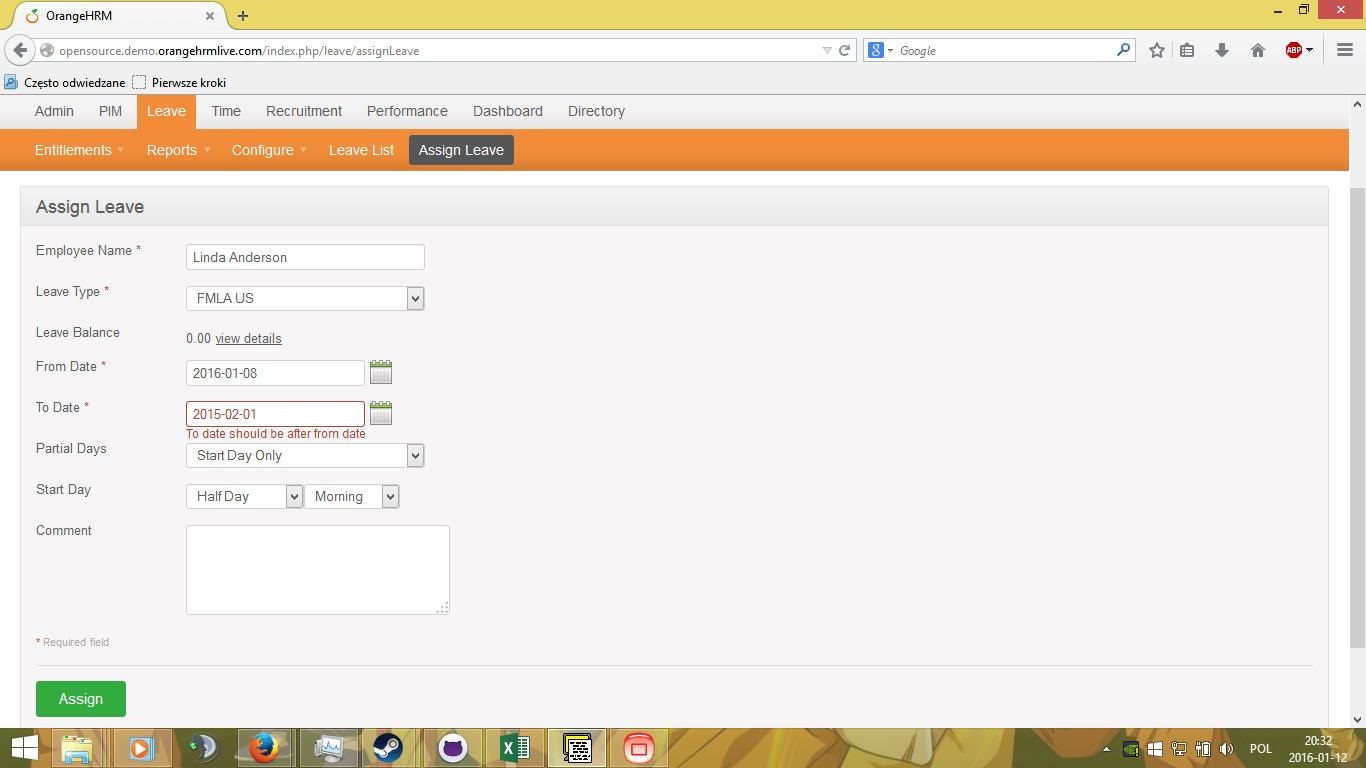 OrangeHRM
opensource.demo.orangehrmlive.com/index.php/leave/assignLeave
Google
ABP
Często odwiedzane Pierwsze kroki
Admin PIM Leave Time Recruitment Performance Dashboard Directory
Entitlements Reports Configure Leave List Assign Leave
Assign Leave
Employee Name * Linda Anderson
Leave Type * FMLA US
Leave Balance 0.00 view details
From Date * 2016-01-08
To Date * 2015-02-01
To date should be after from date
Partial Days Start Day Only
Start Day Half Day Morning
Comment
* Required field
Assign
POL 20:32
2016-01-12